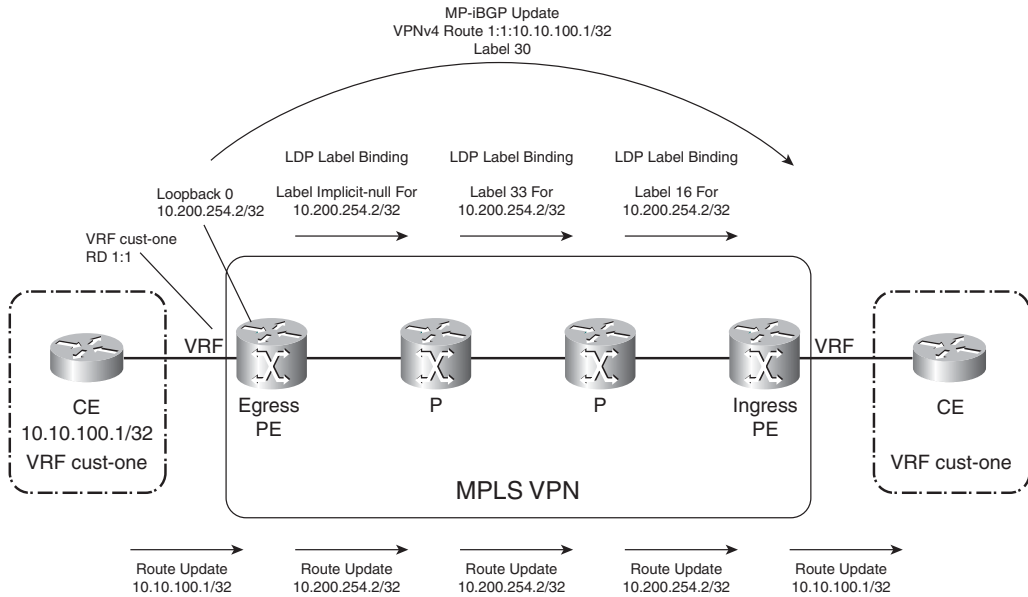 MP-iBGP Update
VPNv4 Route 1:1:10.10.100.1/32
Label 30
LDP Label Binding
LDP Label Binding
LDP Label Binding
Loopback 0
10.200.254.2/32
Label Implicit-null For
10.200.254.2/32
Label 33 For
10.200.254.2/32
Label 16 For
10.200.254.2/32
VRF cust-one
RD 1:1
VRF
VRF
CE
10.10.100.1/32
VRF cust-one
Egress
PE
P
P
Ingress
PE
CE
VRF cust-one
MPLS VPN
Route Update
10.10.100.1/32
Route Update
10.200.254.2/32
Route Update
10.200.254.2/32
Route Update
10.200.254.2/32
Route Update
10.10.100.1/32